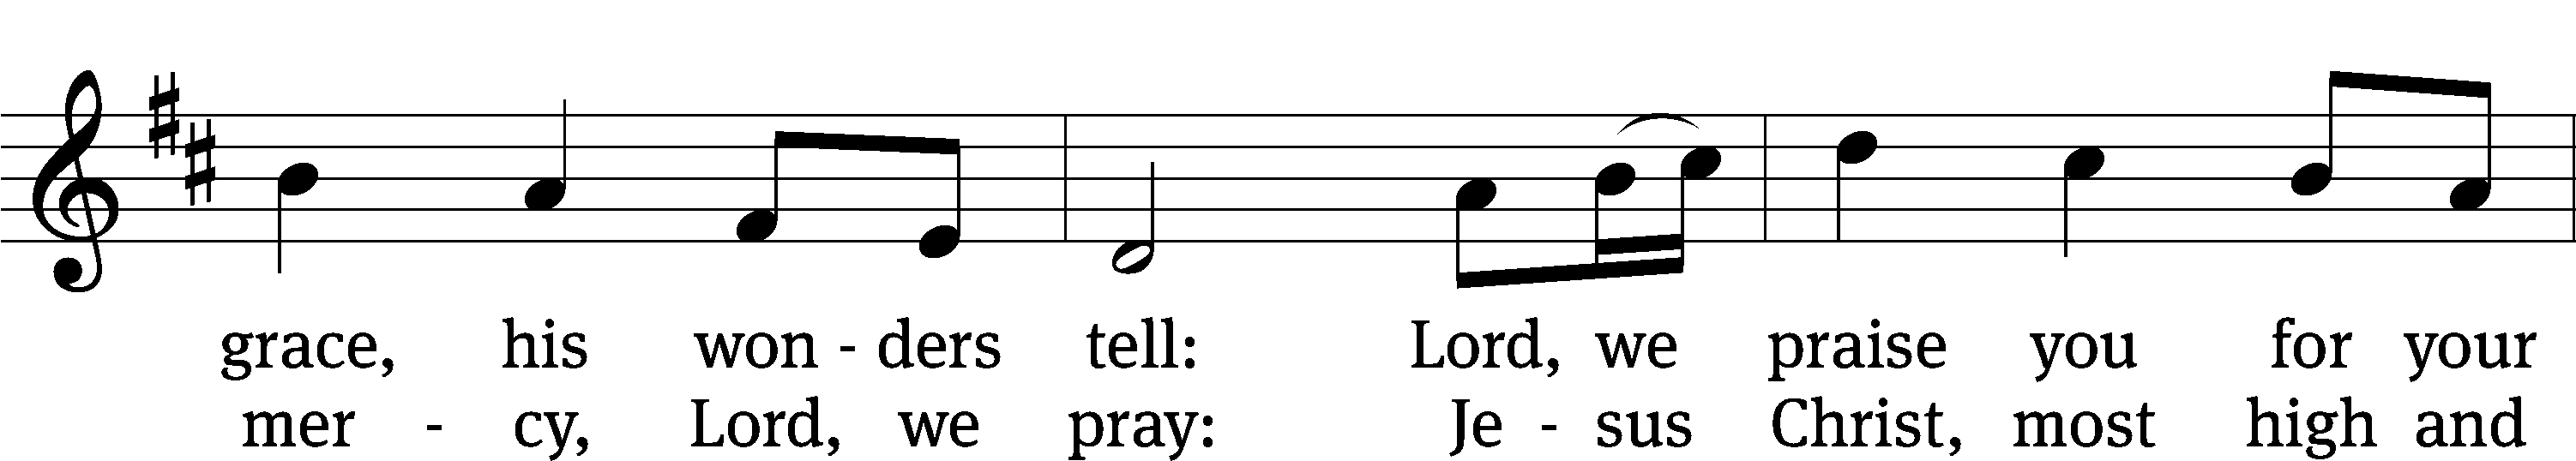 grace, his won - ders tell: Lord, we praise you for your
mer - cy, Lord, we pray: Je - sus Christ, most high and